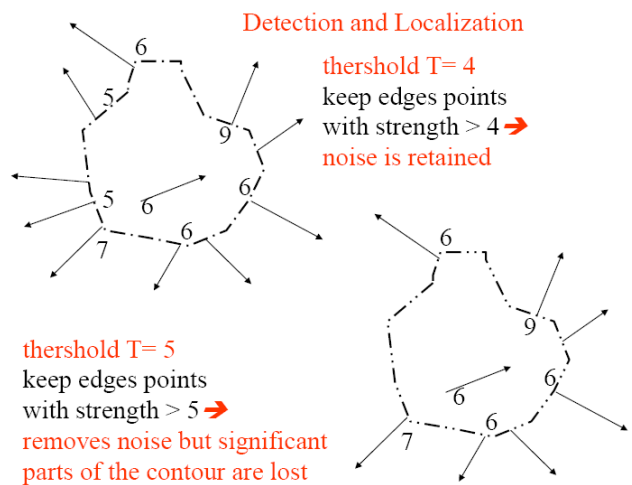 Detection and Localization
6
5
9
5
6
6
7
6
thershold T= 4
keep edges points
with strength > 4 ➔
noise is retained
6
9
6
6
7
6
thershold T= 5
keep edges points
with strength > 5 ➔
removes noise but significant
parts of the contour are lost